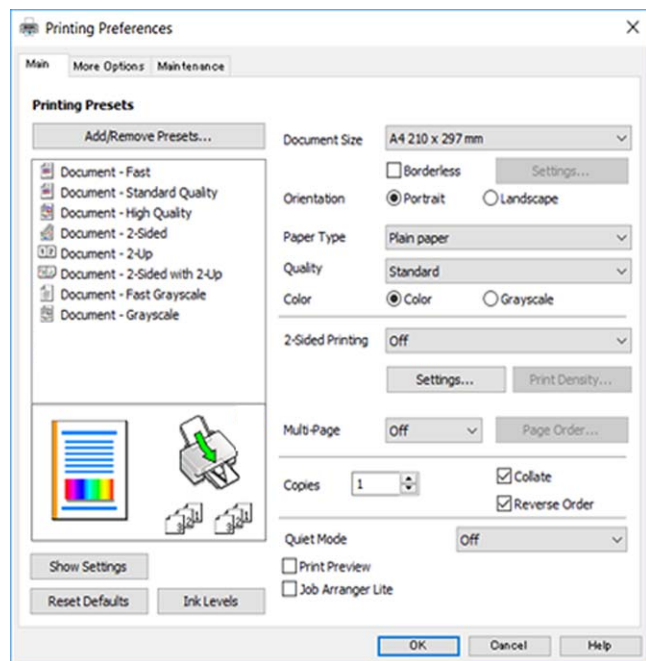 Printing Preferences
Main More Options Maintenance
Printing Presets
Add/Remove Presets...
Document - Fast
Document - Standard Quality
Document - High Quality
Document - 2-Sided
Document - 2-Up
Document - 2-Sided with 2-Up
Document - Fast Grayscale
Document - Grayscale
Show Settings
Reset Defaults Ink Levels
Document Size A4 210 x 297 mm
Borderless Settings...
Orientation Portrait Landscape
Paper Type Plain paper
Quality Standard
Color Color Grayscale
2-Sided Printing Off
Settings... Print Density...
Multi-Page Off Page Order...
Copies 1 Collate
Reverse Order
Quiet Mode Off
Print Preview
Job Arranger Lite
OK Cancel Help